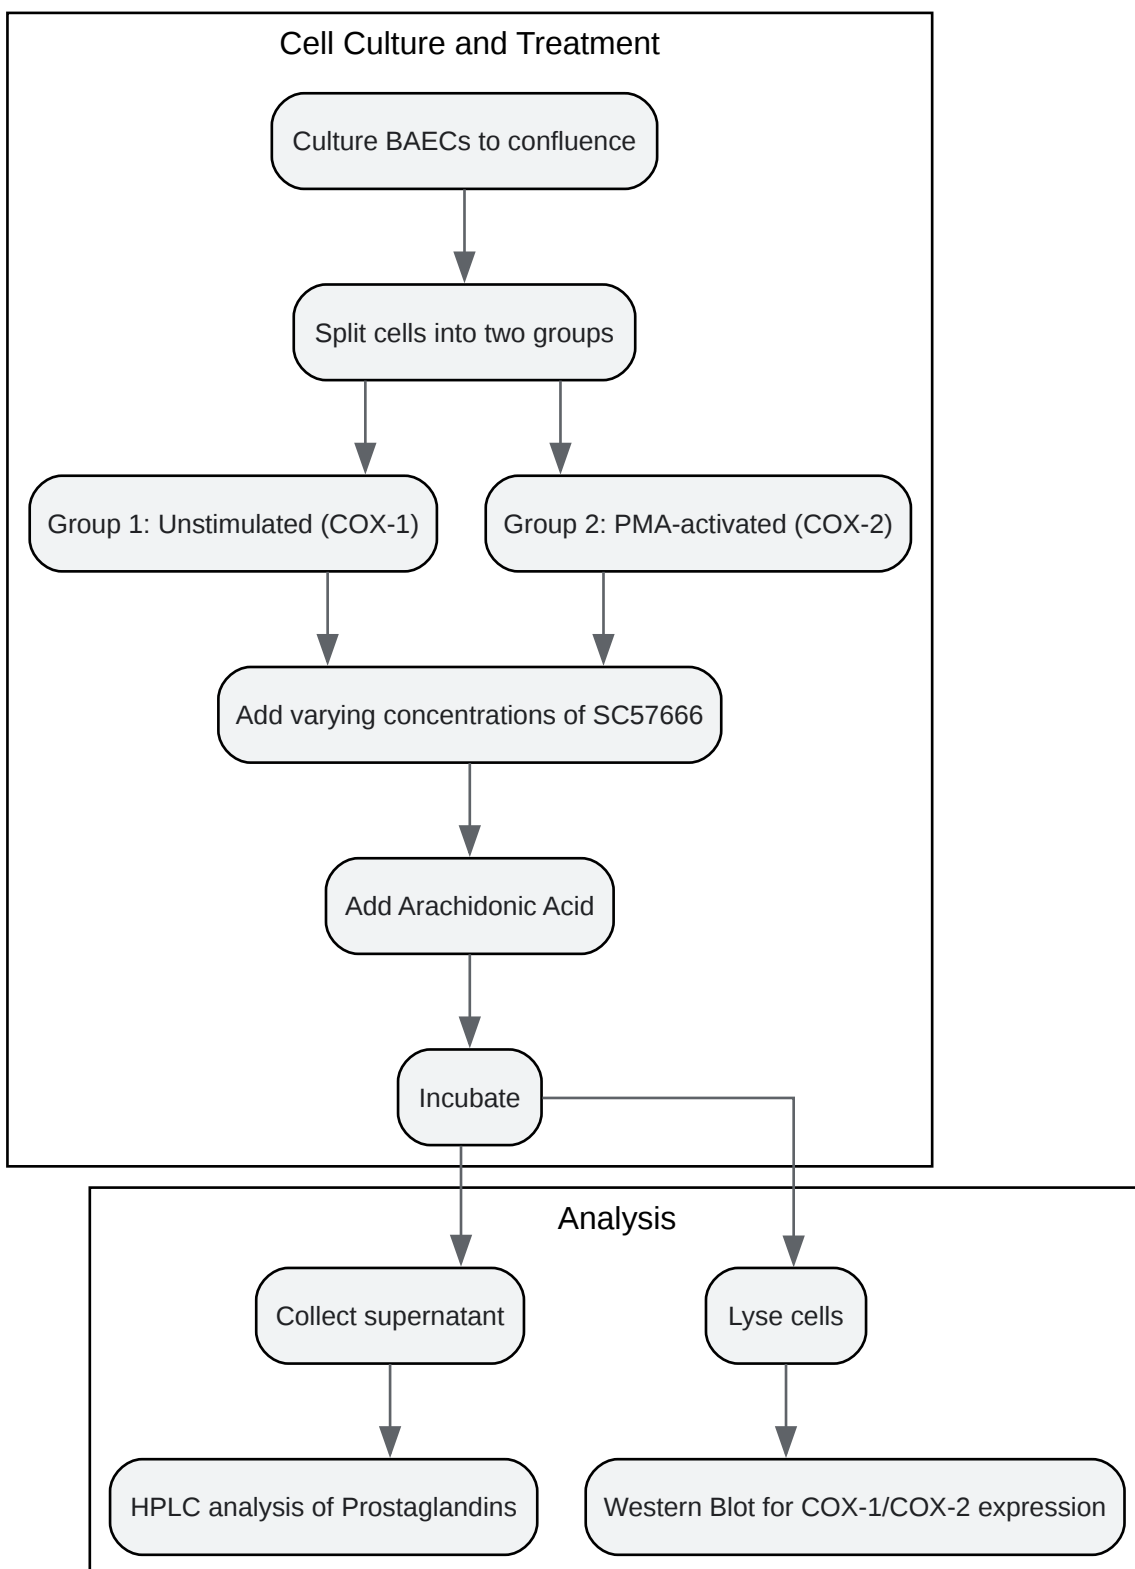 Cell Culture and Treatment
Culture BAECs to confluence
Split cells into two groups
Group 1: Unstimulated (COX-1)
Group 2: PMA-activated (COX-2)
Add varying concentrations of SC57666
Add Arachidonic Acid
Incubate
Analysis
Collect supernatant
Lyse cells
HPLC analysis of Prostaglandins
Western Blot for COX-1/COX-2 expression